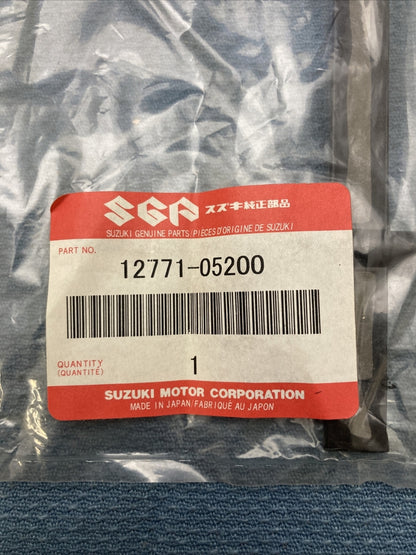 SGP スズキ純正部品
SUZUKI GENUINE PARTS/PIECES D'ORIGINE DE SUZUKI
PART NO.
12771-05200
QUANTITY
(QUANTITÉ)
1
SUZUKI MOTOR CORPORATION
MADE IN JAPAN/FABRIQUÉ AU JAPON